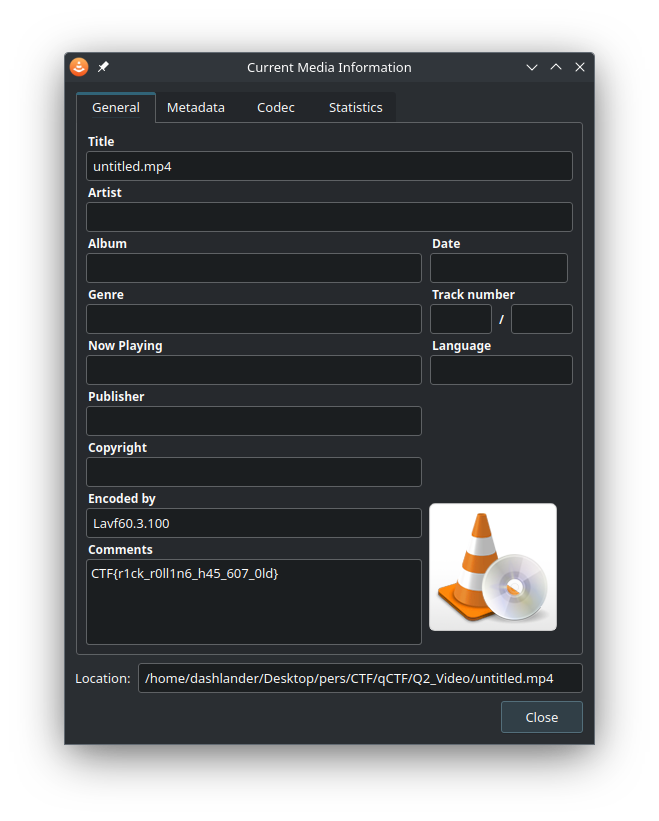 Current Media Information
General Metadata Codec Statistics
Title
untitled.mp4
Artist
Album Date
Genre Track number
/
Now Playing Language
Publisher
Copyright
Encoded by
Lavf60.3.100
Comments
CTF{r1ck_r0ll1n6_h45_607_0ld}
Location: /home/dashlander/Desktop/pers/CTF/qCTF/Q2_Video/untitled.mp4
Close